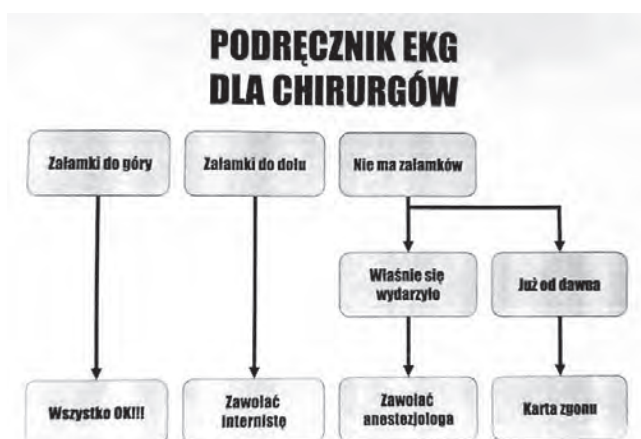 PODRĘCZNIK EKG
DLA CHIRURGÓW
Załamki do góry
Załamki do dołu
Nie ma załamków
Właśnie się
wydarzyło
Już od dawna
Wszystko OK!!!
Zawołać
internistę
Zawołać
anestezjologa
Karta zgonu